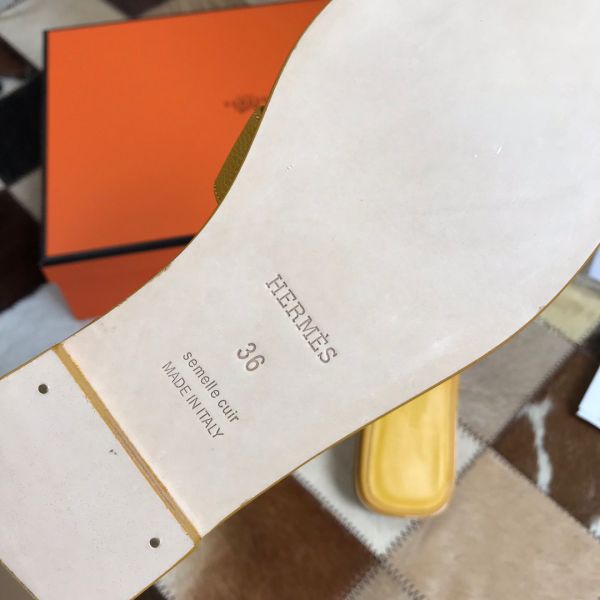 HERMÈS
36
semelle cuir
MADE IN ITALY